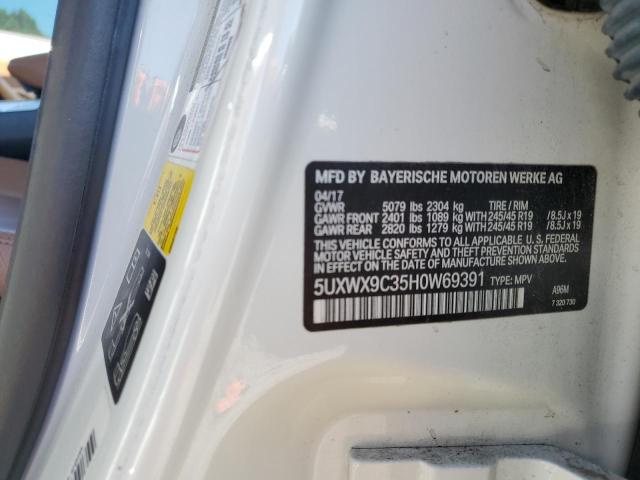 MFD BY BAYERISCHE MOTOREN WERKE AG
04/17
GVWR 5079 lbs 2304 kg TIRE / RIM
GAWR FRONT 2401 lbs 1089 kg WITH 245/45 R19 / 8.5J x 19
GAWR REAR 2820 lbs 1279 kg WITH 245/45 R19 / 8.5J x 19
THIS VEHICLE CONFORMS TO ALL APPLICABLE U.S. FEDERAL
MOTOR VEHICLE SAFETY AND THEFT PREVENTION STANDARDS
IN EFFECT ON THE DATE OF MANUFACTURE SHOWN ABOVE.
5UXWX9C35H0W69391 TYPE: MPV A96M
7 320 730